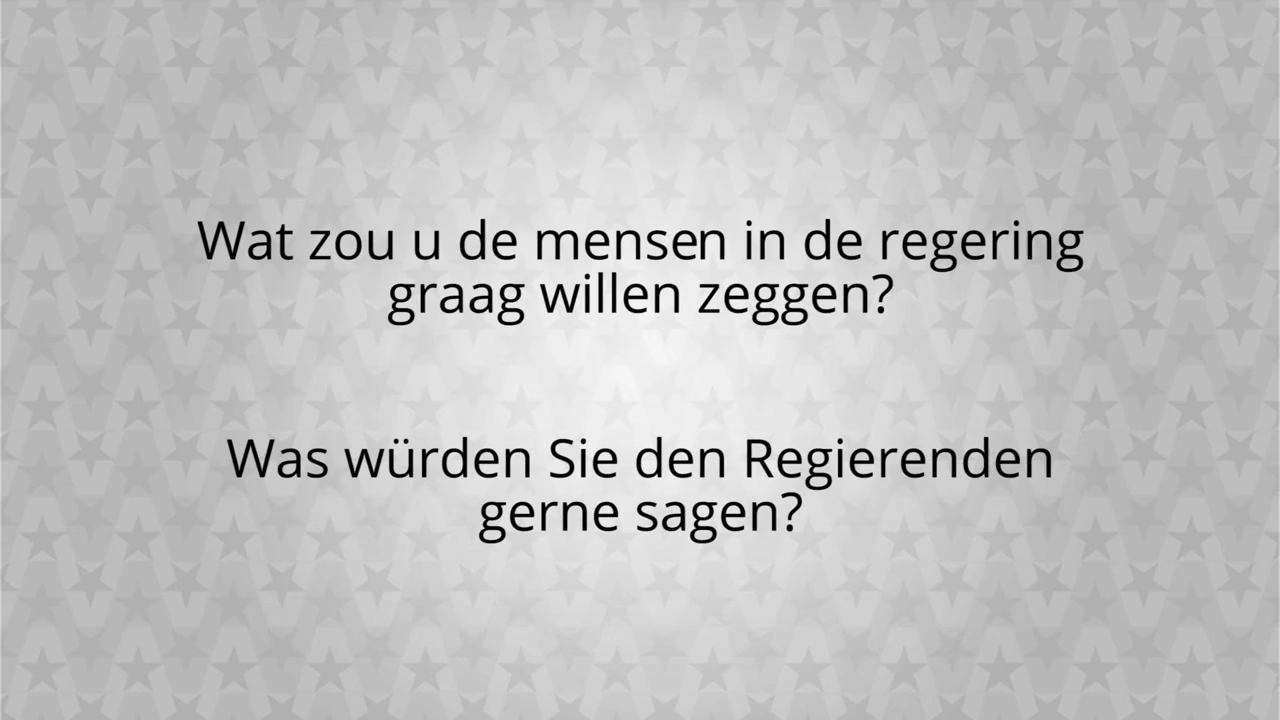 Wat zou u de mensen in de regering
graag willen zeggen?
Was würden Sie den Regierenden
gerne sagen?